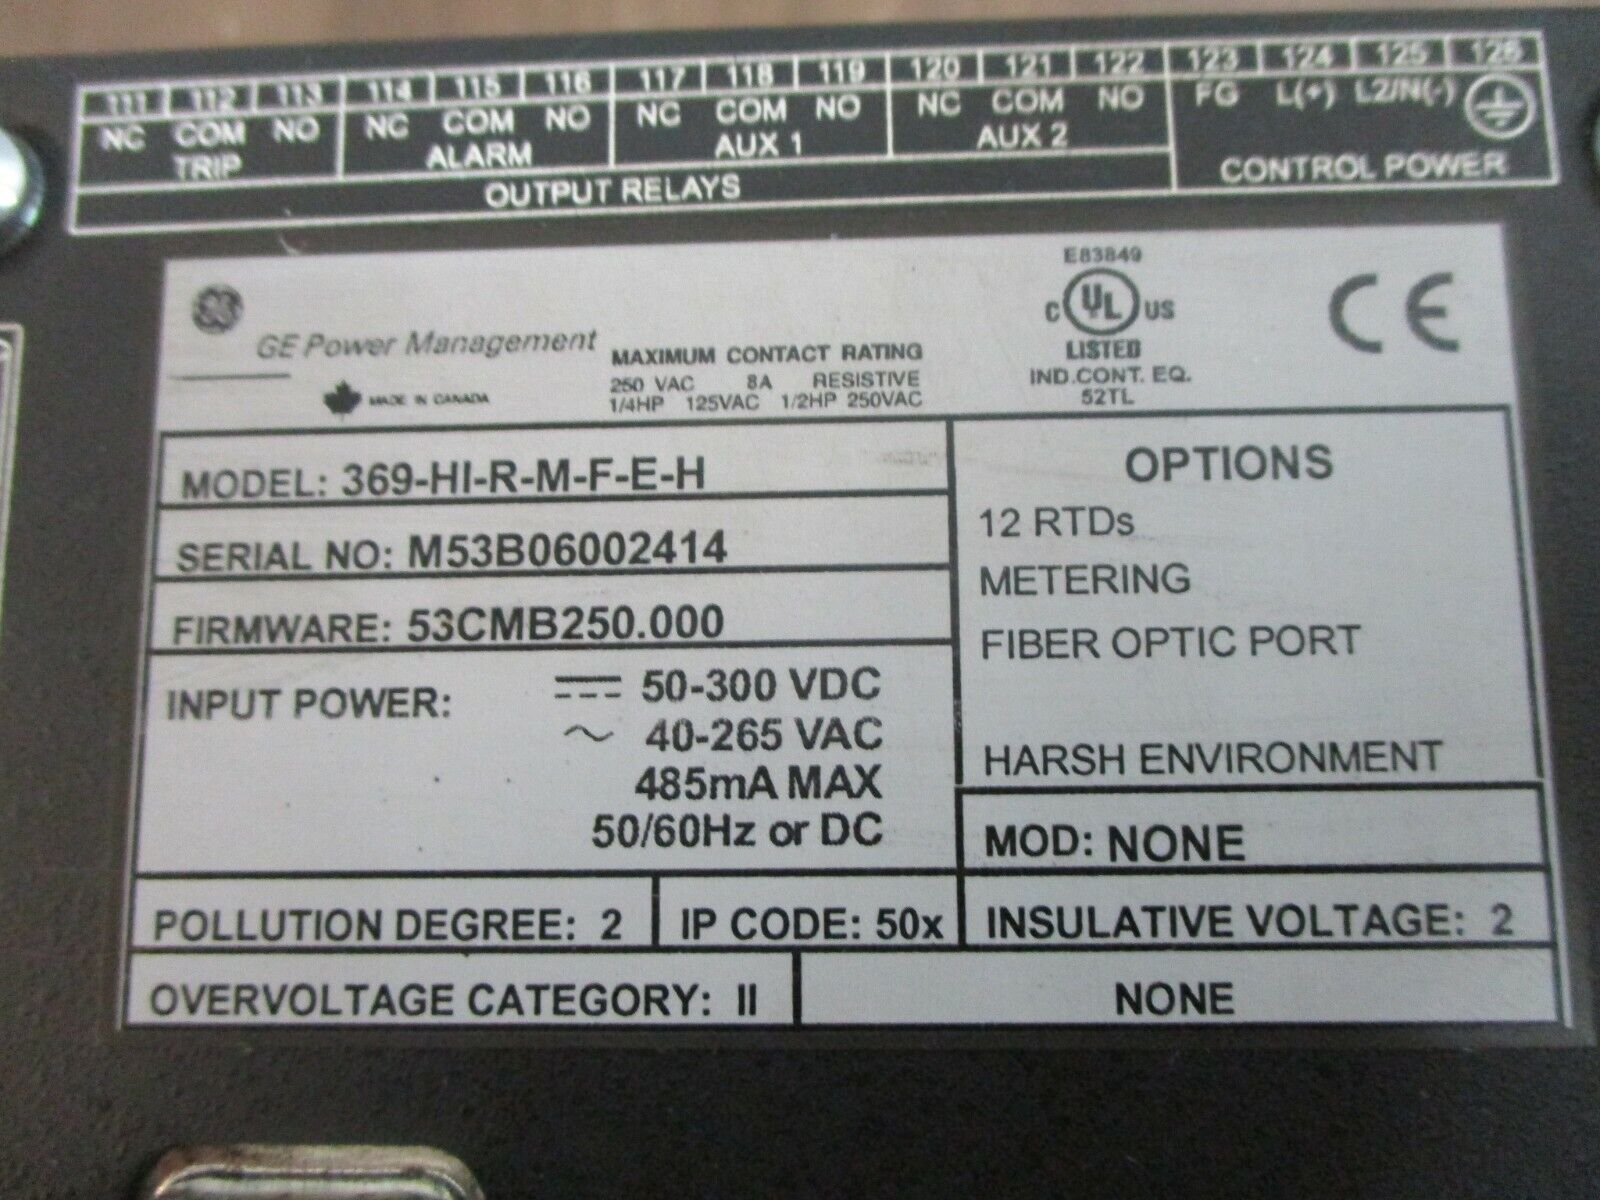 111 112 113 114 115 116 117 118 119 120 121 122 123 124 125 126
NC COM NO NC COM NO NC COM NO NC COM NO FG L(+) L2/N(-)
TRIP ALARM AUX 1 AUX 2 CONTROL POWER
OUTPUT RELAYS
GE Power Management
MADE IN CANADA
MAXIMUM CONTACT RATING
250 VAC 8A RESISTIVE
1/4HP 125VAC 1/2HP 250VAC
E83849
C UL US
LISTED
IND.CONT. EQ.
52TL
CE
MODEL: 369-HI-R-M-F-E-H
SERIAL NO: M53B06002414
FIRMWARE: 53CMB250.000
INPUT POWER: 50-300 VDC
~ 40-265 VAC
485mA MAX
50/60Hz or DC
OPTIONS
12 RTDs
METERING
FIBER OPTIC PORT
HARSH ENVIRONMENT
MOD: NONE
POLLUTION DEGREE: 2 IP CODE: 50x INSULATIVE VOLTAGE: 2
OVERVOLTAGE CATEGORY: II NONE